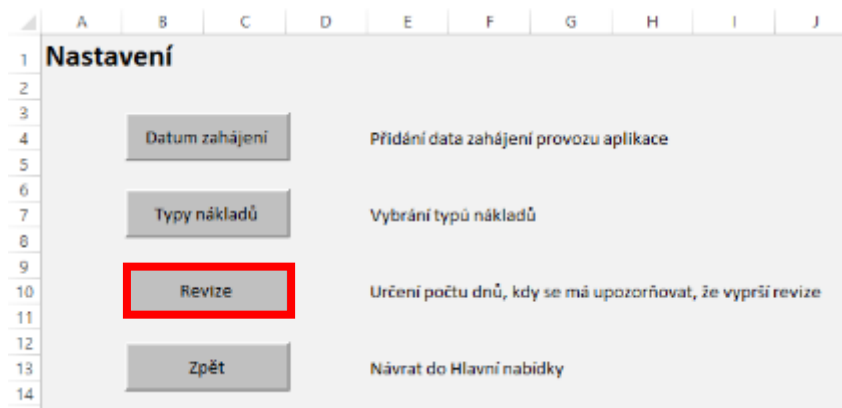 A B C D E F G H I J
1 Nastavení
2
3
4 Datum zahájení Přidání data zahájení provozu aplikace
5
6
7 Typy nákladů Vybrání typů nákladů
8
9
10 Revize Určení počtu dnů, kdy se má upozorňovat, že vyprší revize
11
12
13 Zpět Návrat do Hlavní nabídky
14